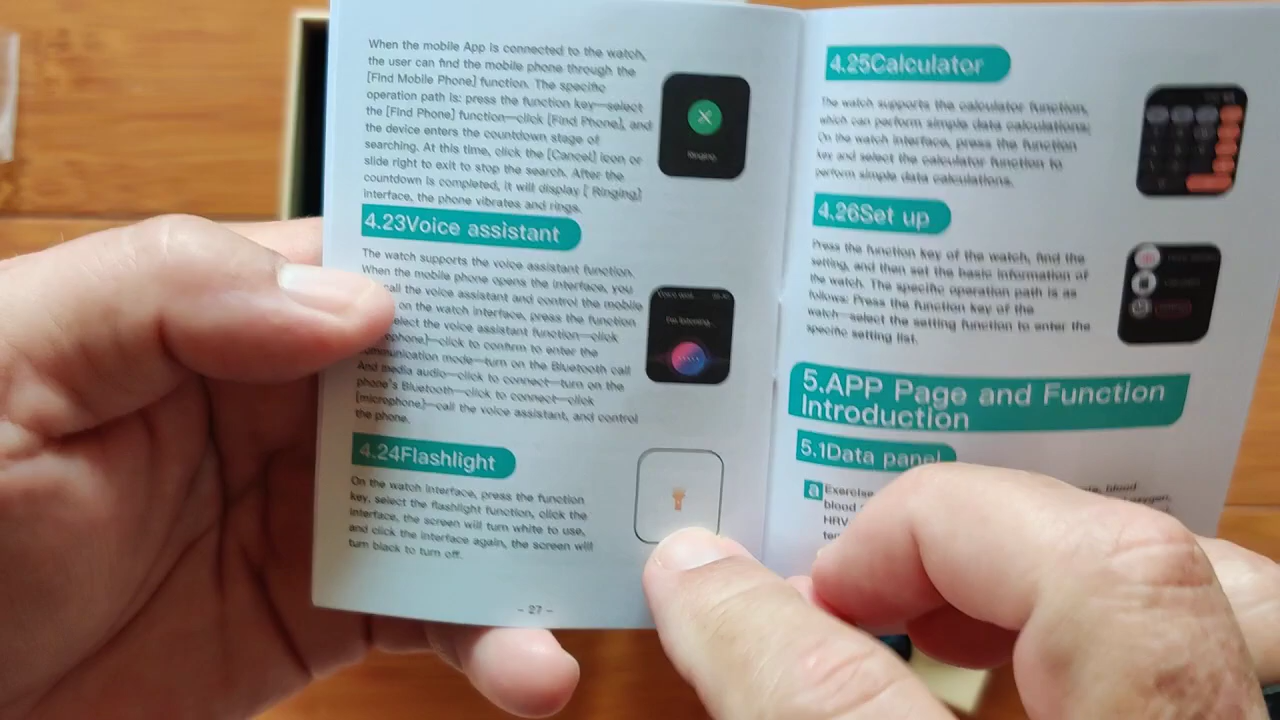 When the mobile App is connected to the watch,
the user can find the mobile phone through the
[Find Mobile Phone] function. The specific
operation path is: press the function key—select
the [Find Phone] function—click [Find Phone], and
the device enters the countdown stage of
searching. At this time, click the [Cancel] icon or
slide right to exit to stop the search. After the
countdown is completed, it will display [ Ringing]
interface, the phone vibrates and rings.
Ringing
4.23Voice assistant
The watch supports the voice assistant function.
When the mobile phone opens the interface, you
call the voice assistant and control the mobile
on the watch interface, press the function
elect the voice assistant function—click
ophone]—click to confirm to enter the
mmunication mode—turn on the Bluetooth call
And media audio—click to connect—turn on the
phone's Bluetooth—click to connect—click
[microphone]—call the voice assistant, and control
the phone.
I'm listening...
4.24Flashlight
On the watch interface, press the function
key, select the flashlight function, click the
interface, the screen will turn white to use,
and click the interface again, the screen will
turn black to turn off.
- 27 -
4.25Calculator
The watch supports the calculator function,
which can perform simple data calculations;
On the watch interface, press the function
key and select the calculator function to
perform simple data calculations.
4.26Set up
Press the function key of the watch, find the
setting, and then set the basic information of
the watch. The specific operation path is as
follows: Press the function key of the
watch—select the setting function to enter the
specific setting list.
5.APP Page and Function
Introduction
5.1Data panel
a Exercise blood
blood oxygen,
HRV